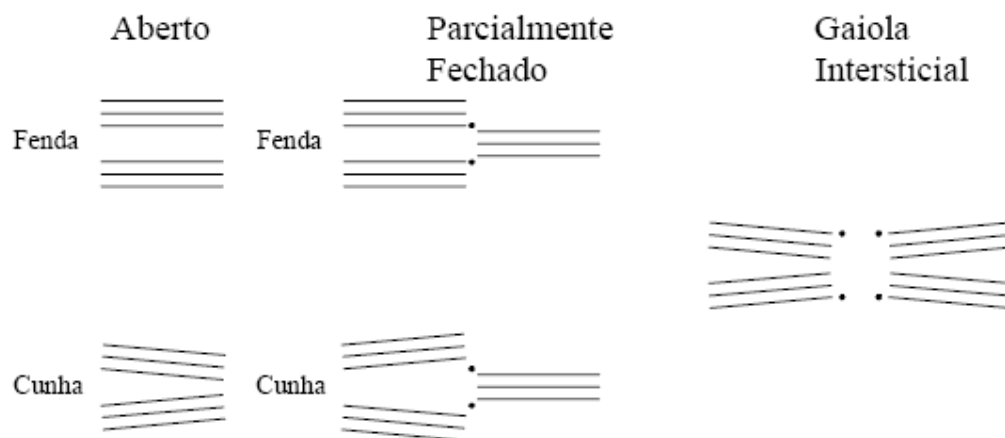 Aberto
Parcialmente
Fechado
Gaiola
Intersticial
Fenda
Fenda
Cunha
Cunha